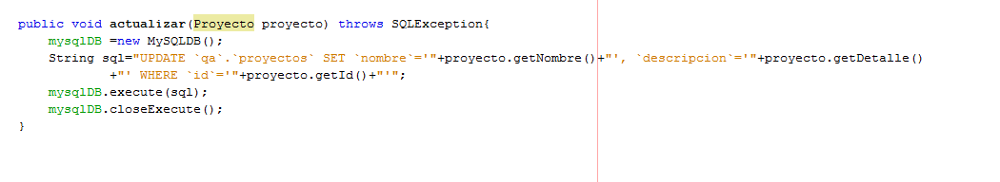 public void actualizar(Proyecto proyecto) throws SQLException{
mysqlDB =new MySQLDB();
String sql="UPDATE `qa`.`proyectos` SET `nombre`='"+proyecto.getNombre()+"', `descripcion`='"+proyecto.getDetalle()
+"' WHERE `id`='"+proyecto.getId()+"'";
mysqlDB.execute(sql);
mysqlDB.closeExecute();
}